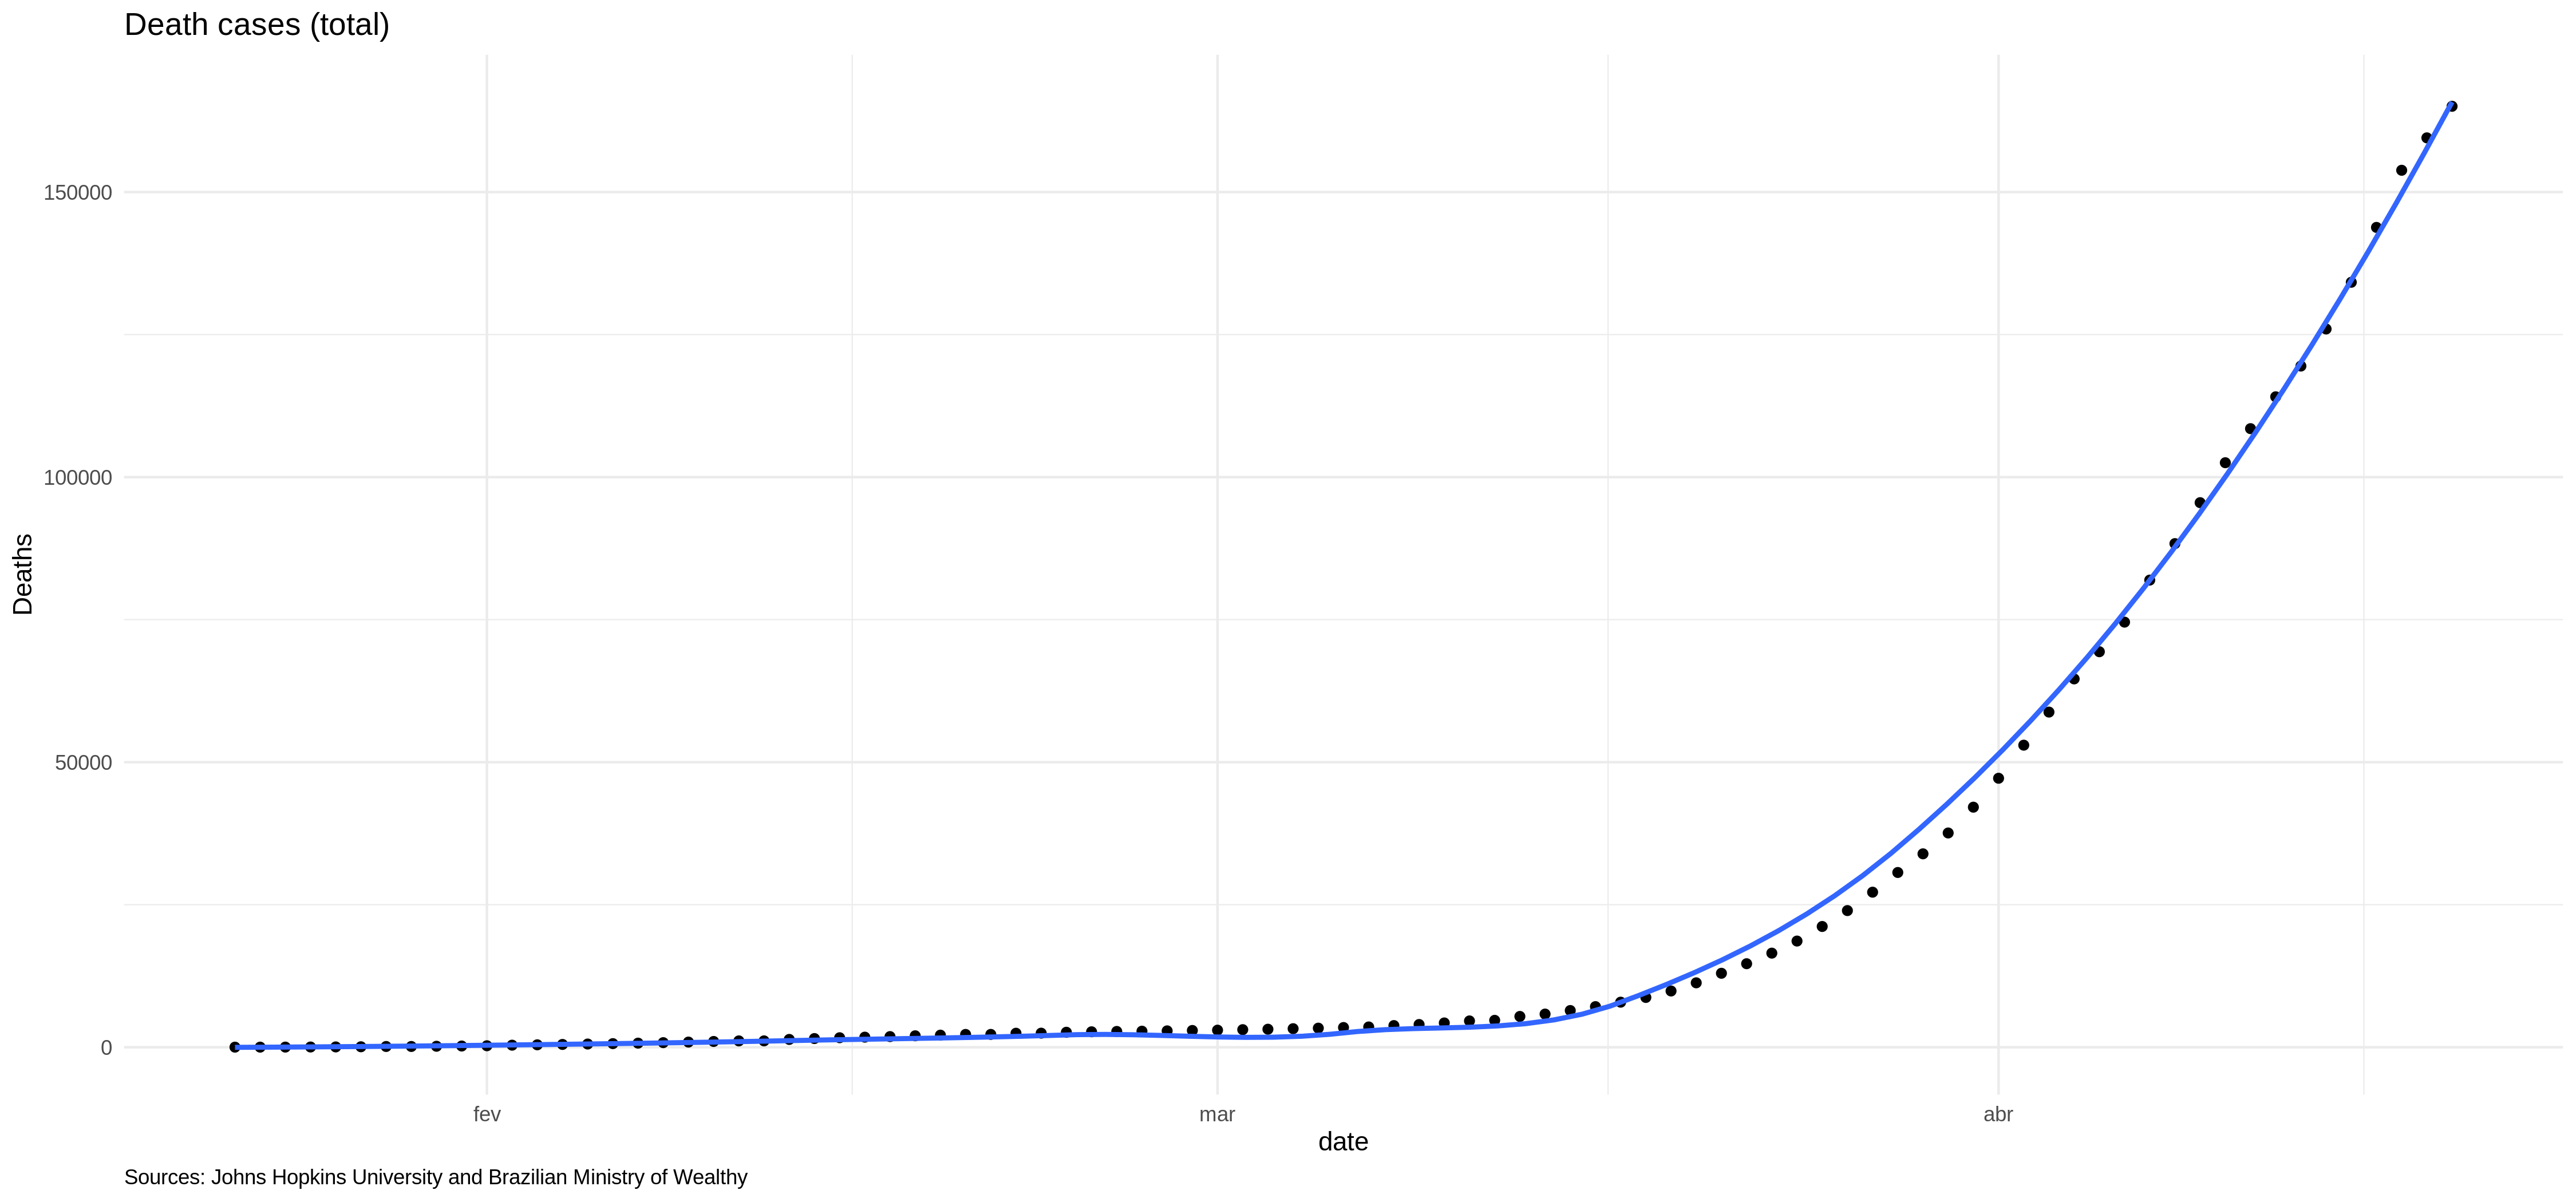 Death cases (total)
150000
100000
50000
0
Deaths
fev
mar
abr
date
Sources: Johns Hopkins University and Brazilian Ministry of Wealthy